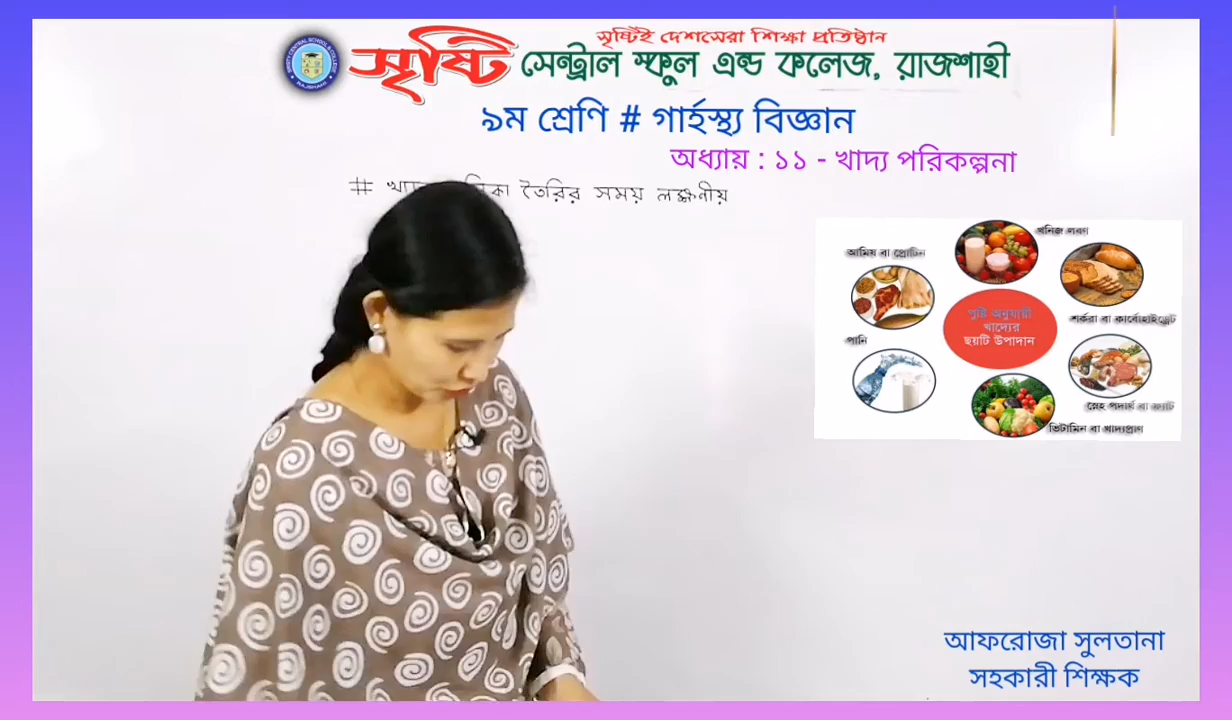 সৃষ্টিই দেশসেরা শিক্ষা প্রতিষ্ঠান
সৃষ্টি সেন্ট্রাল স্কুল এন্ড কলেজ, রাজশাহী
৯ম শ্রেণি # গার্হস্থ্য বিজ্ঞান
অধ্যায় : ১১ - খাদ্য পরিকল্পনা
# তৈরির সময় লক্ষণীয়
খনিজ লবণ
আমিষ বা প্রোটিন
পুষ্টি অনুযায়ী
খাদ্যের
ছয়টি উপাদান
শর্করা বা কার্বোহাইড্রেট
পানি
স্নেহ পদার্থ বা ফ্যাট
ভিটামিন বা খাদ্যপ্রাণ
আফরোজা সুলতানা
সহকারী শিক্ষক